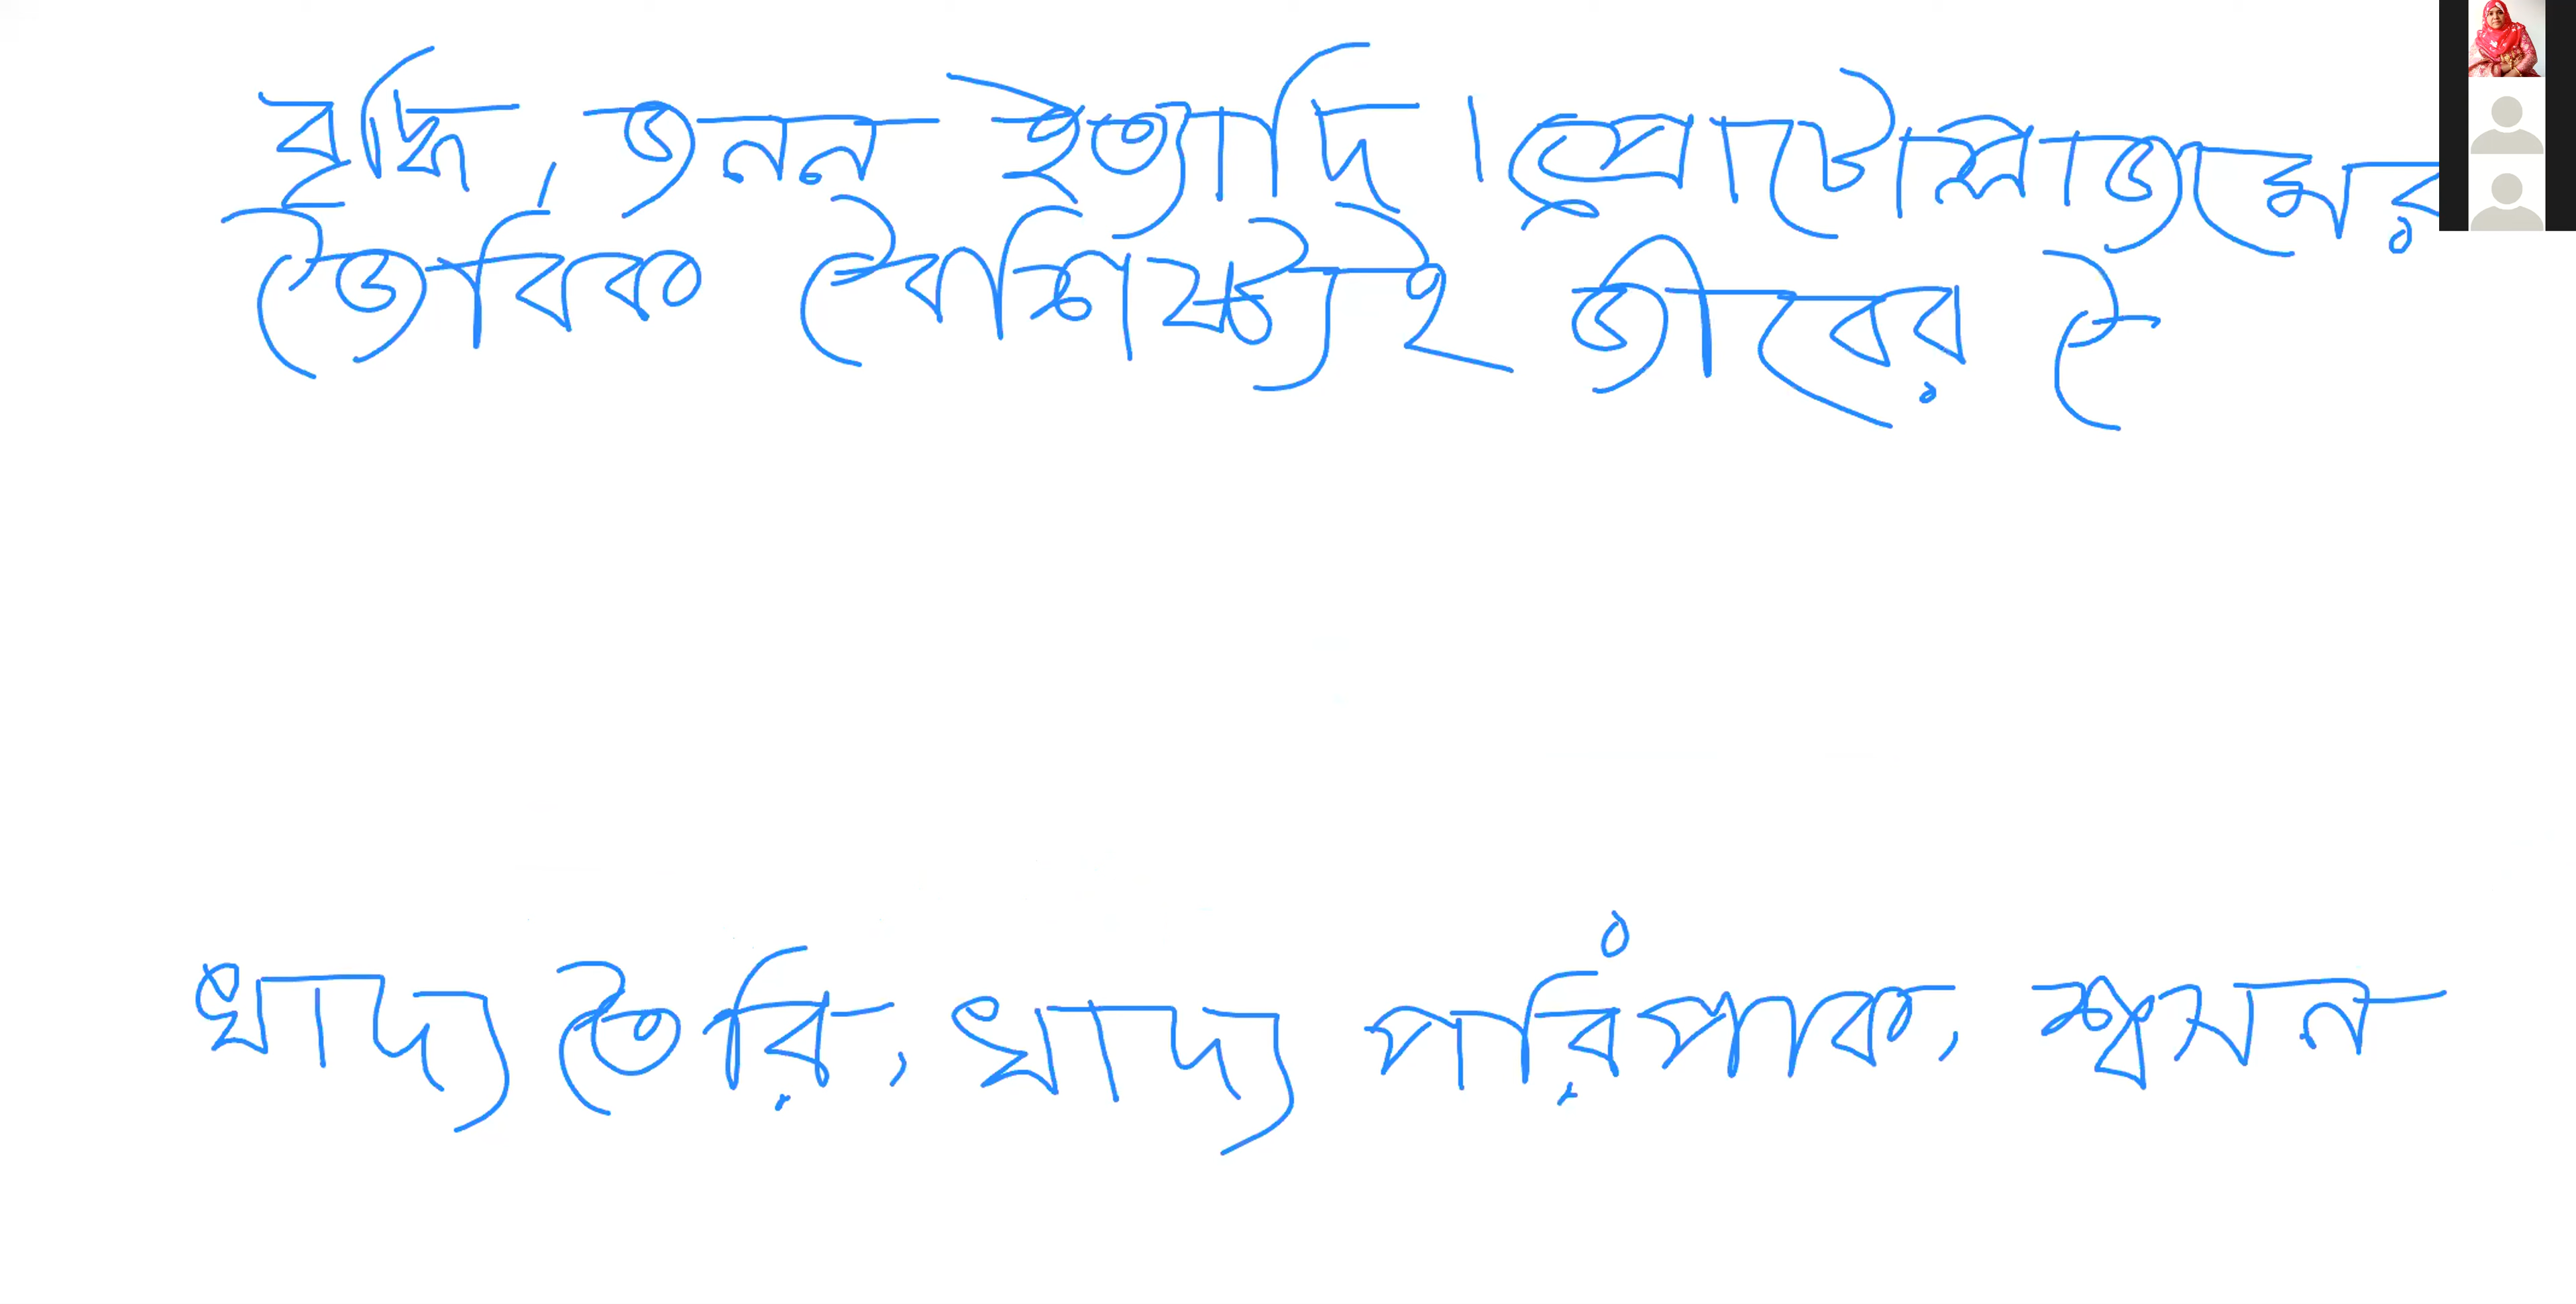 বৃদ্ধি, জনন ইত্যাদি। প্রোটোপ্লাজমের
জৈবিক বৈশিষ্ট্যই জীবের বৈ
খাদ্য তৈরি, খাদ্য পরিপাক, শ্বসন